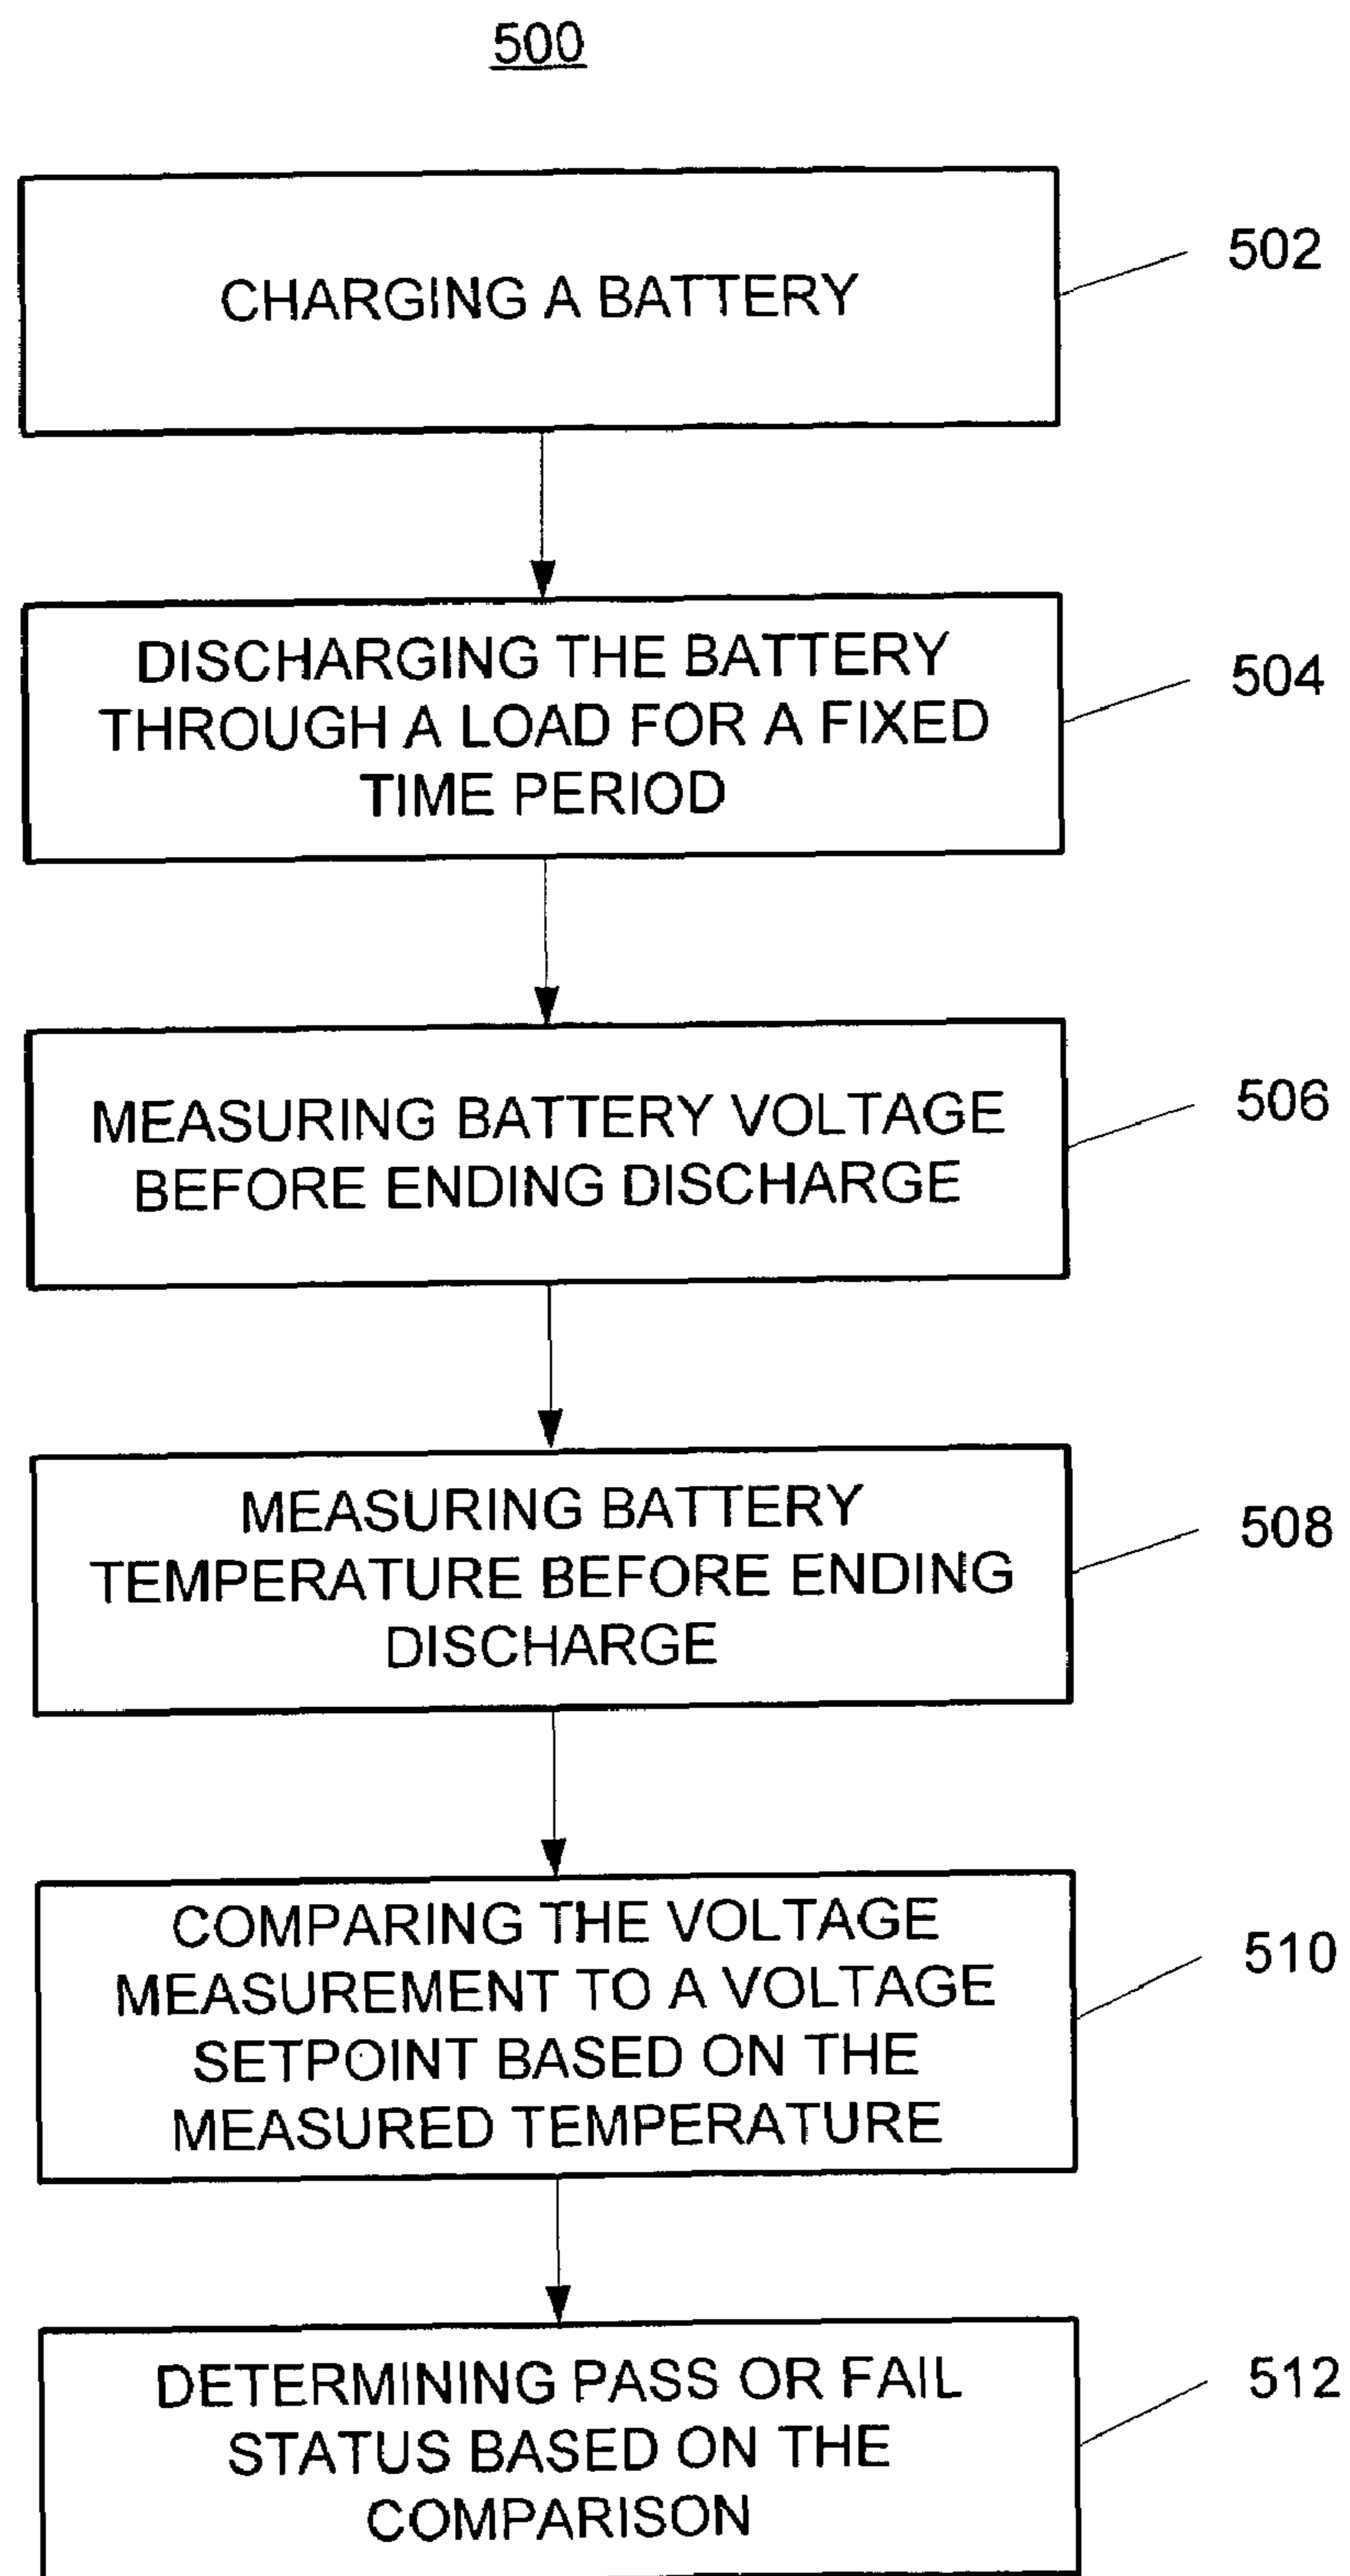 500
CHARGING A BATTERY
502
DISCHARGING THE BATTERY
THROUGH A LOAD FOR A FIXED
TIME PERIOD
504
MEASURING BATTERY VOLTAGE
BEFORE ENDING DISCHARGE
506
MEASURING BATTERY
TEMPERATURE BEFORE ENDING
DISCHARGE
508
COMPARING THE VOLTAGE
MEASUREMENT TO A VOLTAGE
SETPOINT BASED ON THE
MEASURED TEMPERATURE
510
DETERMINING PASS OR FAIL
STATUS BASED ON THE
COMPARISON
512